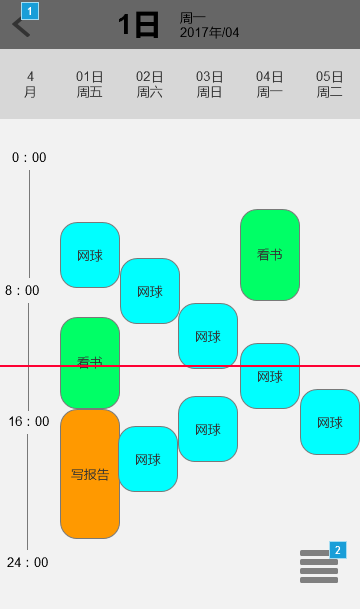 1
1日
周一
2017年/04
4
月
01日
周五
02日
周六
03日
周日
04日
周一
05日
周二
0：00
看书
网球
8：00
网球
网球
看书
网球
16：00
网球
网球
网球
写报告
24：00
2